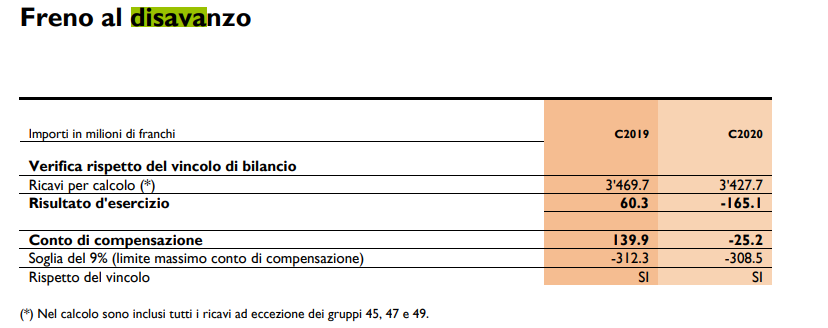 Freno al disavanzo
Importi in milioni di franchi C2019 C2020
Verifica rispetto del vincolo di bilancio
Ricavi per calcolo (*) 3'469.7 3'427.7
Risultato d'esercizio 60.3 -165.1
Conto di compensazione 139.9 -25.2
Soglia del 9% (limite massimo conto di compensazione) -312.3 -308.5
Rispetto del vincolo SI SI
(*) Nel calcolo sono inclusi tutti i ricavi ad eccezione dei gruppi 45, 47 e 49.